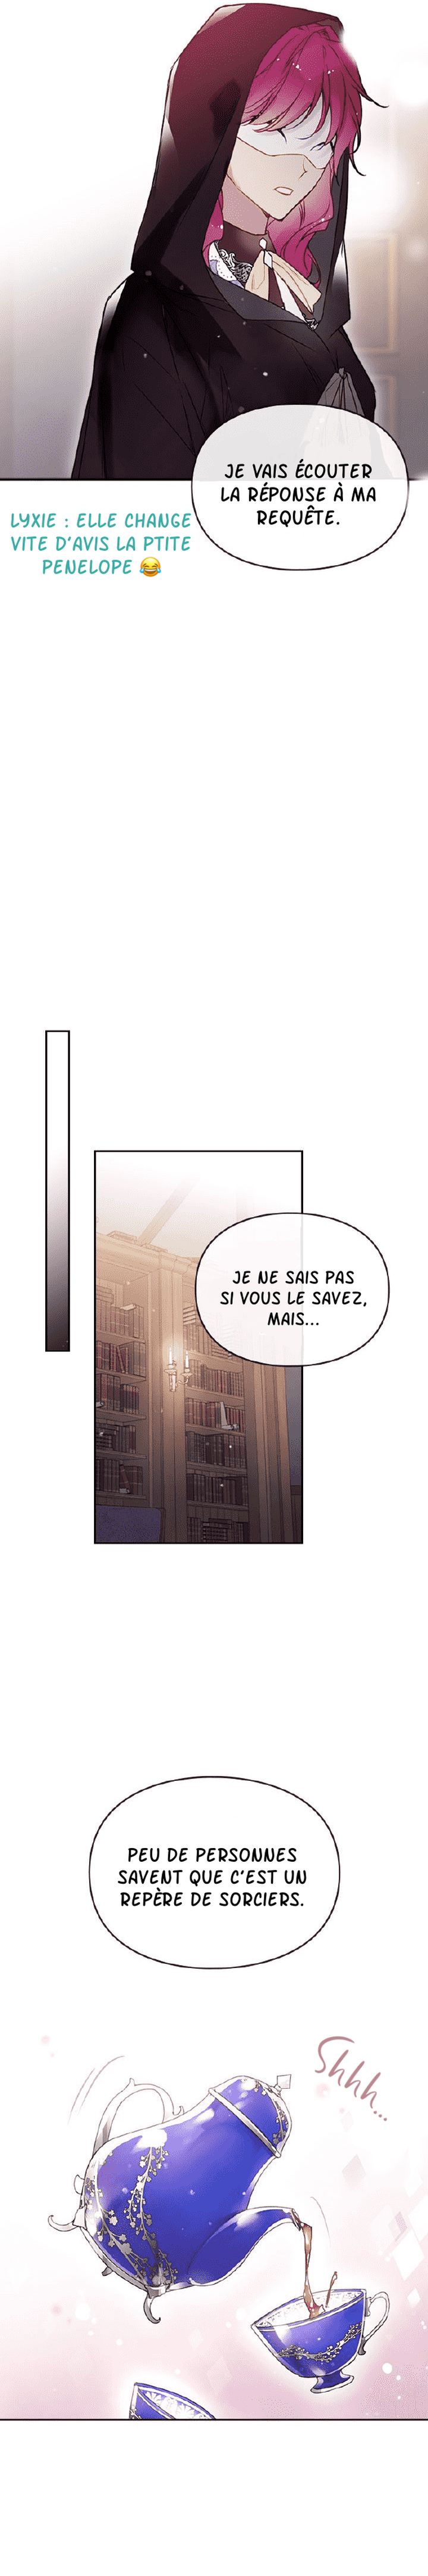 JE VAIS ÉCOUTER
LA RÉPONSE À MA
REQUÊTE.
LYXIE : ELLE CHANGE
VITE D'AVIS LA PTITE
PENELOPE 😂
JE NE SAIS PAS
SI VOUS LE SAVEZ,
MAIS...
PEU DE PERSONNES
SAVENT QUE C'EST UN
REPÈRE DE SORCIERS.
Shhh...